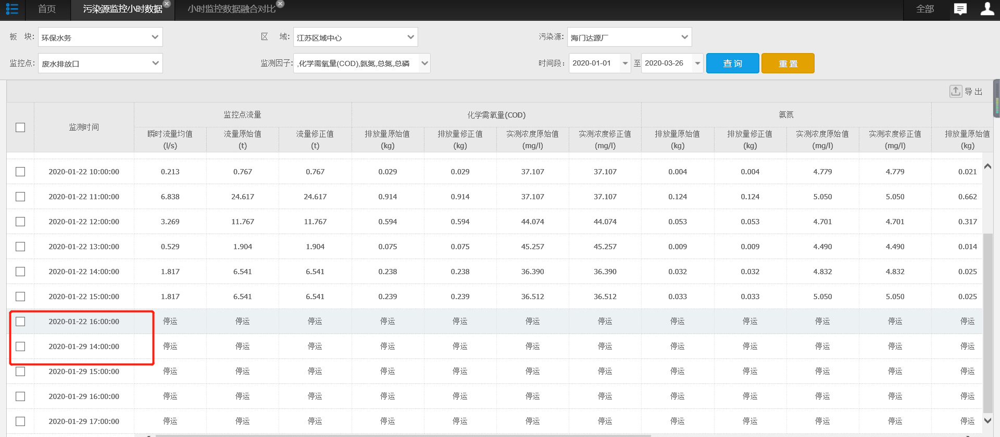 首页 污染源监控小时数据 小时监控数据融合对比 全部
板 块: 环保水务 区 域: 江苏区域中心 污染源: 海门达源厂
监控点: 废水排放口 监测因子: ,化学需氧量(COD),氨氮,总氮,总磷 时间段: 2020-01-01 至 2020-03-26 查 询 重 置
导 出
监测时间 监控点流量 化学需氧量(COD) 氨氮
瞬时流量均值 流量原始值 流量修正值 排放量原始值 排放量修正值 实测浓度原始值 实测浓度修正值 排放量原始值 排放量修正值 实测浓度原始值 实测浓度修正值 排放量原始值
(l/s) (t) (t) (kg) (kg) (mg/l) (mg/l) (kg) (kg) (mg/l) (mg/l) (kg)
2020-01-22 10:00:00 0.213 0.767 0.767 0.029 0.029 37.107 37.107 0.004 0.004 4.779 4.779 0.021
2020-01-22 11:00:00 6.838 24.617 24.617 0.914 0.914 37.107 37.107 0.124 0.124 5.050 5.050 0.662
2020-01-22 12:00:00 3.269 11.767 11.767 0.594 0.594 44.074 44.074 0.053 0.053 4.701 4.701 0.317
2020-01-22 13:00:00 0.529 1.904 1.904 0.075 0.075 45.257 45.257 0.009 0.009 4.490 4.490 0.014
2020-01-22 14:00:00 1.817 6.541 6.541 0.238 0.238 36.390 36.390 0.032 0.032 4.832 4.832 0.025
2020-01-22 15:00:00 1.817 6.541 6.541 0.239 0.239 36.512 36.512 0.033 0.033 5.050 5.050 0.025
2020-01-22 16:00:00 停运 停运 停运 停运 停运 停运 停运 停运 停运 停运 停运 停运
2020-01-29 14:00:00 停运 停运 停运 停运 停运 停运 停运 停运 停运 停运 停运 停运
2020-01-29 15:00:00 停运 停运 停运 停运 停运 停运 停运 停运 停运 停运 停运 停运
2020-01-29 16:00:00 停运 停运 停运 停运 停运 停运 停运 停运 停运 停运 停运 停运
2020-01-29 17:00:00 停运 停运 停运 停运 停运 停运 停运 停运 停运 停运 停运 停运